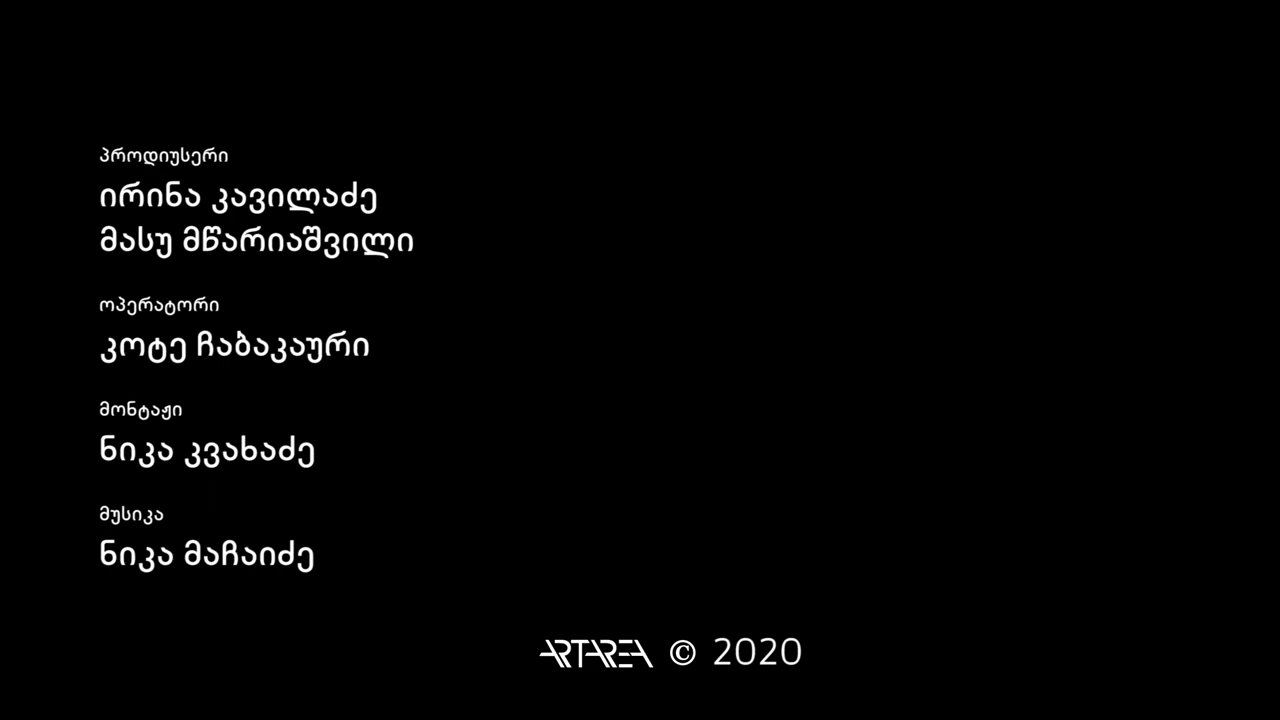 პროდიუსერი
ირინა კავილაძე
მასუ მწარიაშვილი
ოპერატორი
კოტე ჩაბაკაური
მონტაჟი
ნიკა კვახაძე
მუსიკა
ნიკა მაჩაიძე
ARTAREA © 2020